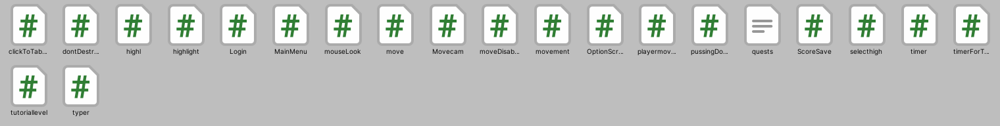 clickToTab... dontDestr... highl highlight Login MainMenu mouseLook move Movecam moveDisab... movement OptionScr... playermov... pussingDo... quests ScoreSave selecthigh timer timerForT...
tutoriallevel typer